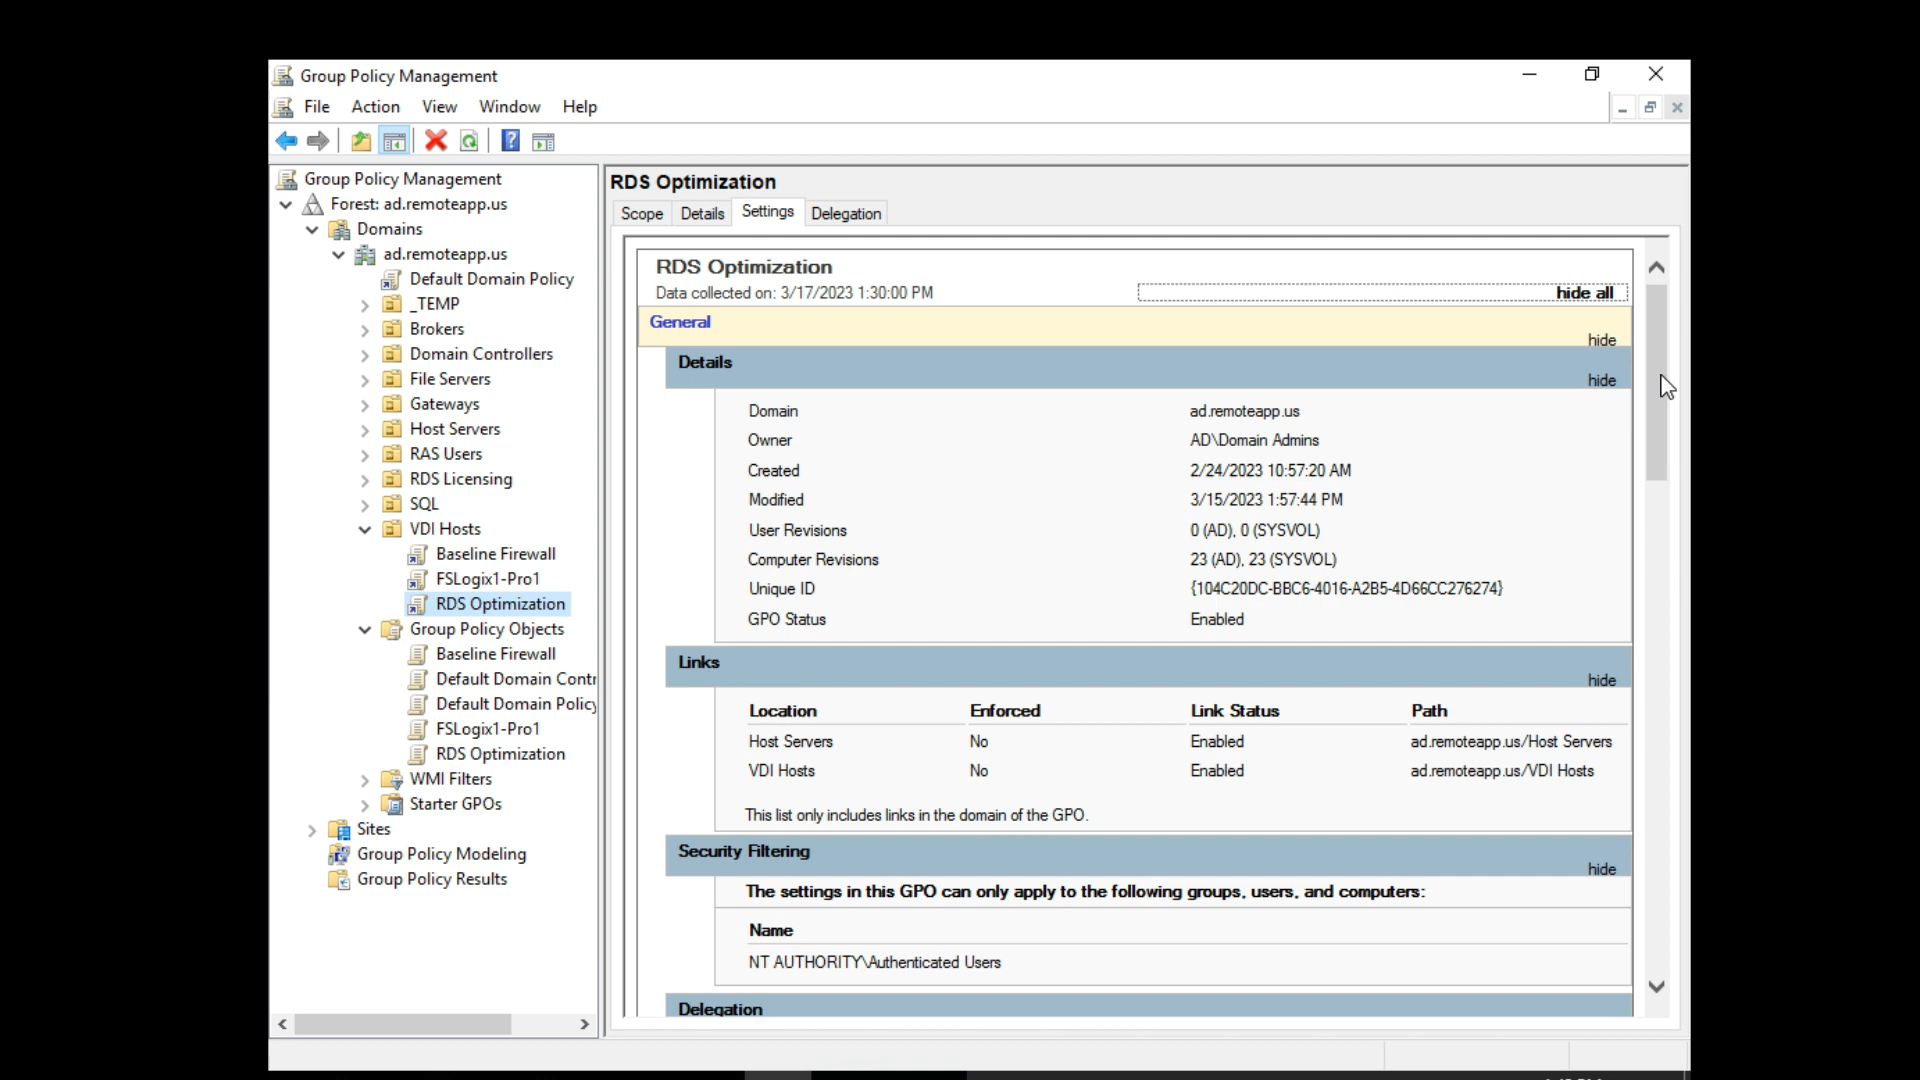 Group Policy Management
File Action View Window Help
Group Policy Management
Forest: ad.remoteapp.us
Domains
ad.remoteapp.us
Default Domain Policy
_TEMP
Brokers
Domain Controllers
File Servers
Gateways
Host Servers
RAS Users
RDS Licensing
SQL
VDI Hosts
Baseline Firewall
FSLogix1-Pro1
RDS Optimization
Group Policy Objects
Baseline Firewall
Default Domain Contr
Default Domain Policy
FSLogix1-Pro1
RDS Optimization
WMI Filters
Starter GPOs
Sites
Group Policy Modeling
Group Policy Results
RDS Optimization
Scope Details Settings Delegation
RDS Optimization
Data collected on: 3/17/2023 1:30:00 PM hide all
General
hide
Details
hide
Domain ad.remoteapp.us
Owner AD\Domain Admins
Created 2/24/2023 10:57:20 AM
Modified 3/15/2023 1:57:44 PM
User Revisions 0 (AD), 0 (SYSVOL)
Computer Revisions 23 (AD), 23 (SYSVOL)
Unique ID {104C20DC-BBC6-4016-A2B5-4D66CC276274}
GPO Status Enabled
Links
hide
Location Enforced Link Status Path
Host Servers No Enabled ad.remoteapp.us/Host Servers
VDI Hosts No Enabled ad.remoteapp.us/VDI Hosts
This list only includes links in the domain of the GPO.
Security Filtering
hide
The settings in this GPO can only apply to the following groups, users, and computers:
Name
NT AUTHORITY\Authenticated Users
Delegation